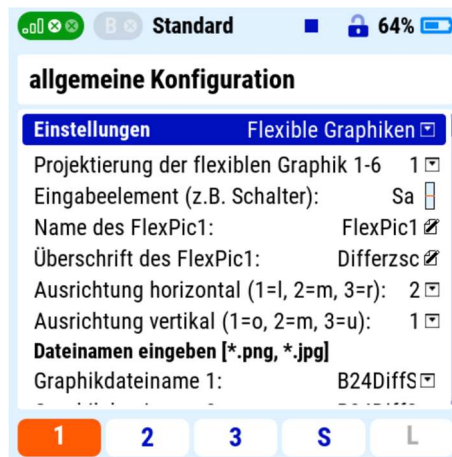 B Standard 64%
allgemeine Konfiguration
Einstellungen Flexible Graphiken
Projektierung der flexiblen Graphik 1-6 1
Eingabeelement (z.B. Schalter): Sa
Name des FlexPic1: FlexPic1
Überschrift des FlexPic1: Differzsc
Ausrichtung horizontal (1=l, 2=m, 3=r): 2
Ausrichtung vertikal (1=o, 2=m, 3=u): 1
Dateinamen eingeben [*.png, *.jpg]
Graphikdateiname 1: B24DiffS
1 2 3 S L